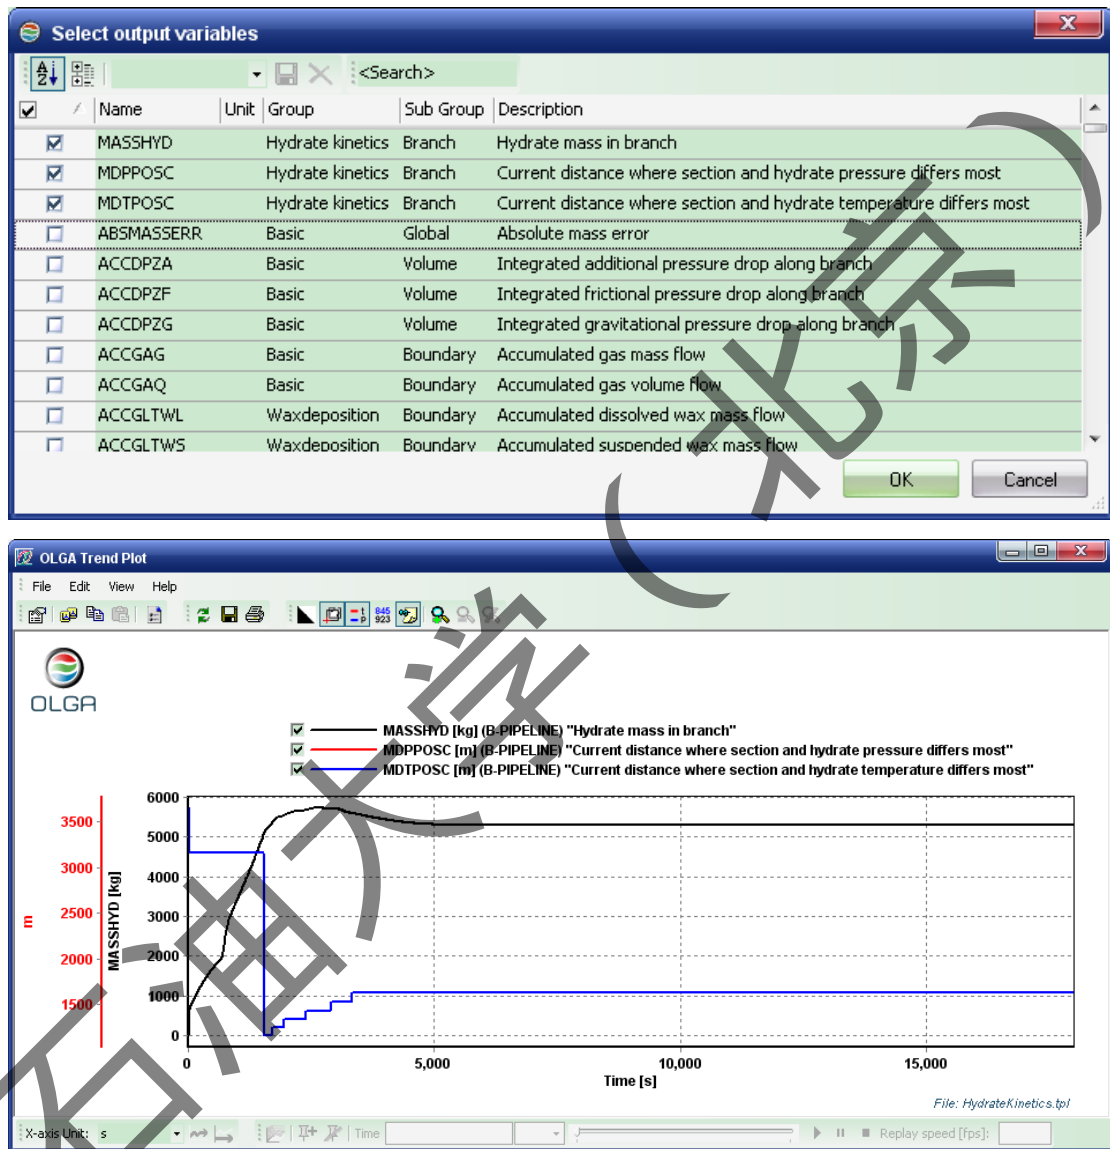 Select output variables
<Search>
Name Unit Group Sub Group Description
MASSHYD Hydrate kinetics Branch Hydrate mass in branch
MDPPOSC Hydrate kinetics Branch Current distance where section and hydrate pressure differs most
MDTPOSC Hydrate kinetics Branch Current distance where section and hydrate temperature differs most
ABSMASSERR Basic Global Absolute mass error
ACCDPZA Basic Volume Integrated additional pressure drop along branch
ACCDPZF Basic Volume Integrated frictional pressure drop along branch
ACCDPZG Basic Volume Integrated gravitational pressure drop along branch
ACCGAG Basic Boundary Accumulated gas mass flow
ACCGAQ Basic Boundary Accumulated gas volume flow
ACCGLTWL Waxdeposition Boundary Accumulated dissolved wax mass flow
ACCGLTWS Waxdeposition Boundary Accumulated suspended wax mass flow
OK Cancel
OLGA Trend Plot
File Edit View Help
OLGA
MASSHYD [kg] (B-PIPELINE) "Hydrate mass in branch"
MDPPOSC [m] (B-PIPELINE) "Current distance where section and hydrate pressure differs most"
MDTPOSC [m] (B-PIPELINE) "Current distance where section and hydrate temperature differs most"
6000
3500
5000
3000
4000
2500
3000
2000
2000
1500
1000
0
m
MASSHYD [kg]
0 5,000 10,000 15,000
Time [s]
File: HydrateKinetics.tpl
X-axis Unit: s Time Replay speed [fps]:
石油大学（北京）